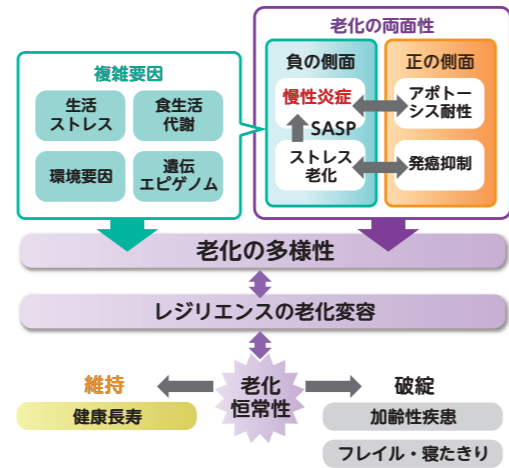 老化の両面性
複雑要因
生活
ストレス
食生活
代謝
環境要因
遺伝
エピゲノム
負の側面
正の側面
慢性炎症
アポトー
シス耐性
SASP
ストレス
老化
発癌抑制
老化の多様性
レジリエンスの老化変容
老化
恒常性
維持
健康長寿
破綻
加齢性疾患
フレイル・寝たきり